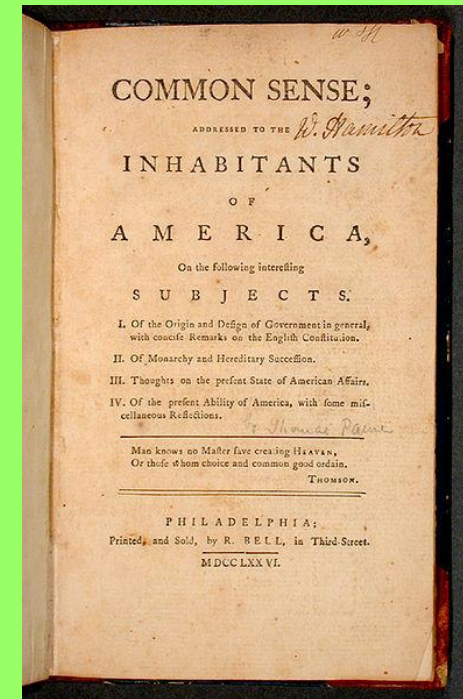 COMMON SENSE;
ADDRESSED TO THE W. Hamilton
INHABITANTS
OF
AMERICA,
On the following intereſting
SUBJECTS.
I. Of the Origin and Deſign of Government in general,
with conciſe Remarks on the Engliſh Conſtitution.
II. Of Monarchy and Hereditary Succeſſion.
III. Thoughts on the preſent State of American Affairs.
IV. Of the preſent Ability of America, with ſome miſ-
cellaneous Reflections.
by Thomas Paine
Man knows no Maſter ſave creating HEAVEN,
Or thoſe whom choice and common good ordain.
THOMSON.
PHILADELPHIA;
Printed, and Sold, by R. BELL, in Third-Street.
MDCCLXXVI.